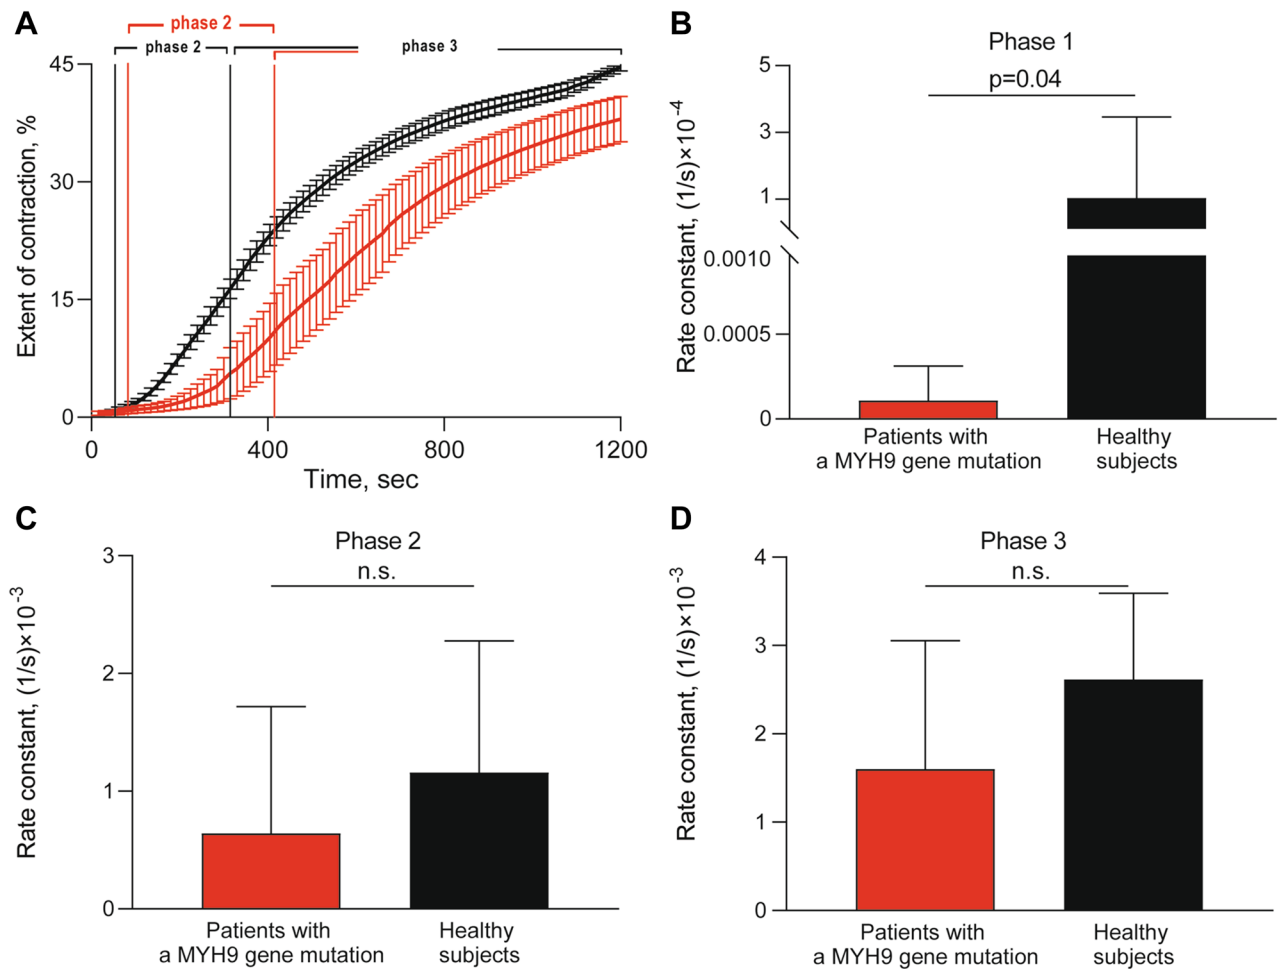 A
phase 2
phase 2
phase 3
45
30
15
0
Extent of contraction, %
0
400
800
1200
Time, sec
B
Phase 1
p=0.04
5
3
1
0.0010
0.0005
0
Rate constant, (1/s)×10⁻⁴
Patients with
a MYH9 gene mutation
Healthy
subjects
C
Phase 2
n.s.
3
2
1
0
Rate constant, (1/s)×10⁻³
Patients with
a MYH9 gene mutation
Healthy
subjects
D
Phase 3
n.s.
4
3
2
1
0
Rate constant, (1/s)×10⁻³
Patients with
a MYH9 gene mutation
Healthy
subjects